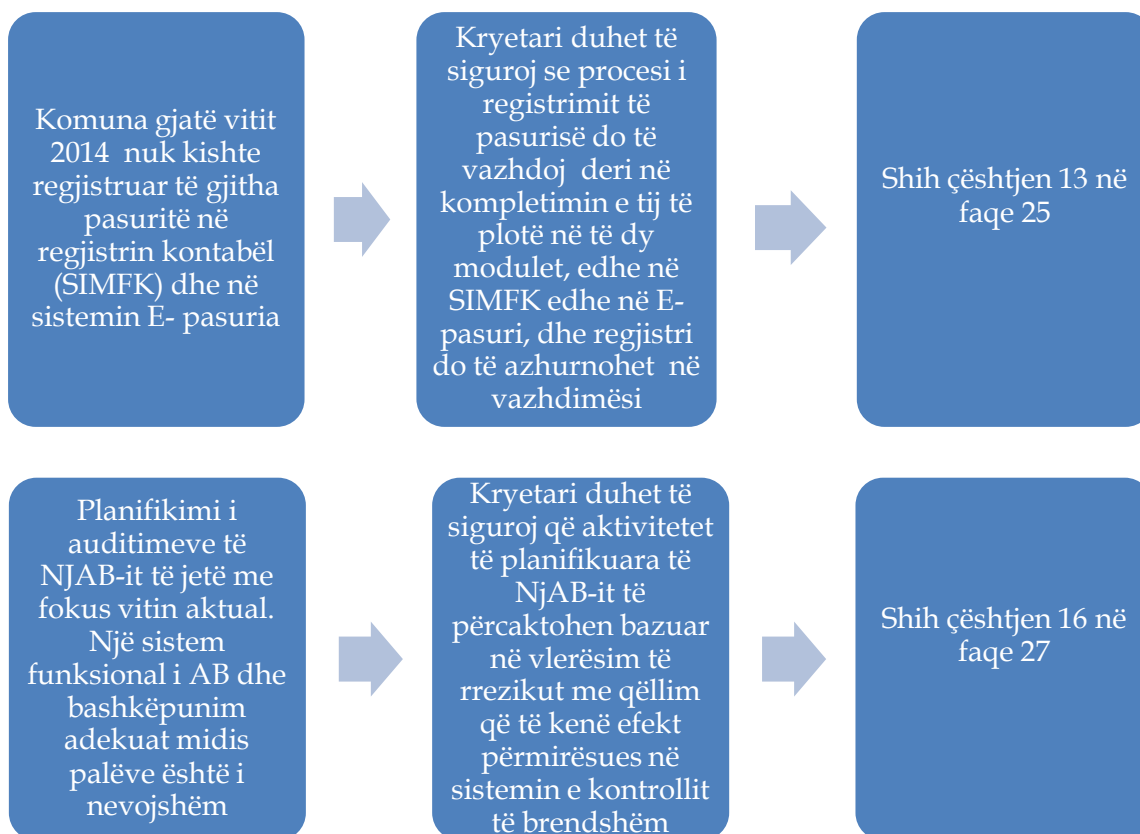 Komuna gjatë vitit
2014 nuk kishte
regjistruar të gjitha
pasuritë në
regjistrin kontabël
(SIMFK) dhe në
sistemin E- pasuria
Kryetari duhet të
siguroj se procesi i
registrimit të
pasurisë do të
vazhdoj deri në
kompletimin e tij të
plotë në të dy
modulet, edhe në
SIMFK edhe në E-
pasuri, dhe regjistri
do të azhurnohet në
vazhdimësi
Shih çështjen 13 në
faqe 25
Planifikimi i
auditimeve të
NJAB-it të jetë me
fokus vitin aktual.
Një sistem
funksional i AB dhe
bashkëpunim
adekuat midis
palëve është i
nevojshëm
Kryetari duhet të
siguroj që aktivitetet
të planifikuara të
NjAB-it të
përcaktohen bazuar
në vlerësim të
rrezikut me qëllim
që të kenë efekt
përmirësues në
sistemin e kontrollit
të brendshëm
Shih çështjen 16 në
faqe 27